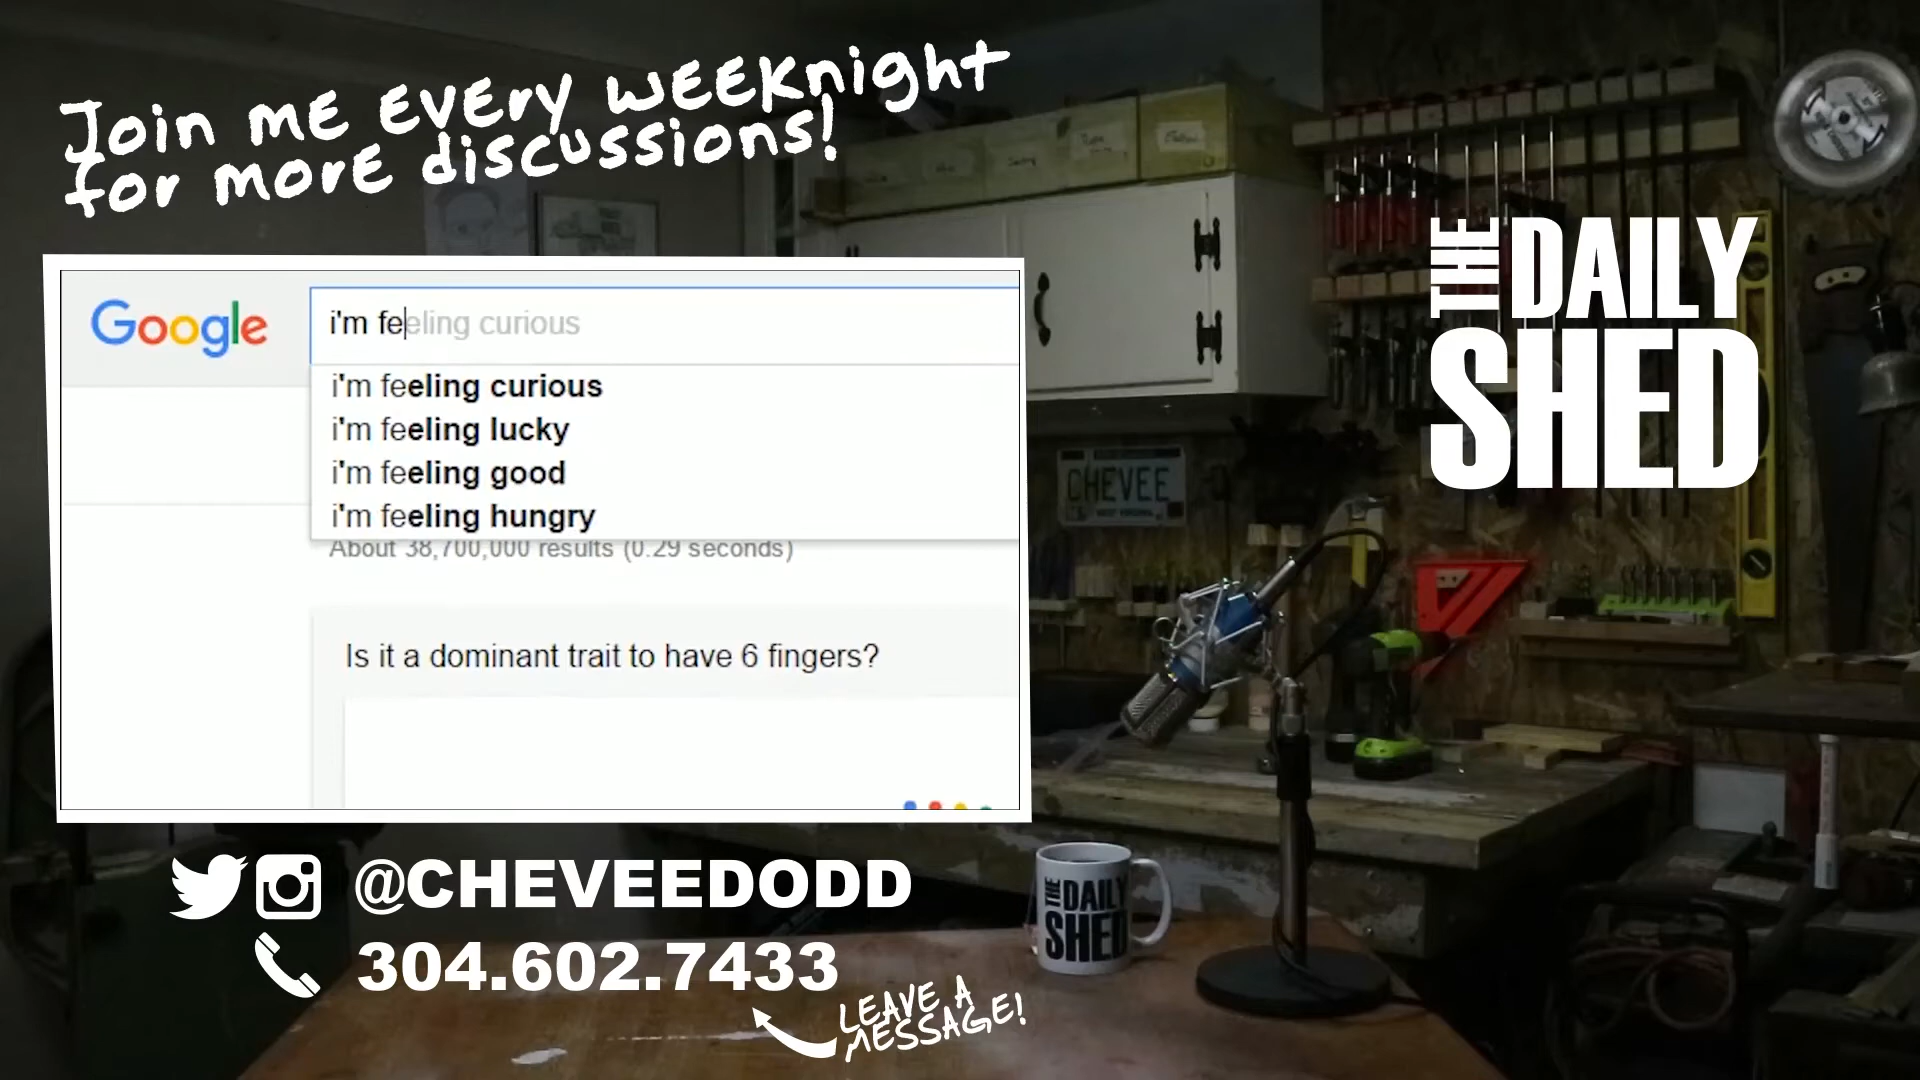 Join me every weeknight
for more discussions!
THE DAILY
SHED
Google
i'm feeling curious
i'm feeling curious
i'm feeling lucky
i'm feeling good
i'm feeling hungry
About 38,700,000 results (0.29 seconds)
Is it a dominant trait to have 6 fingers?
CHEVEE
@CHEVEEDODD
304.602.7433
LEAVE A
MESSAGE!
THE DAILY
SHED